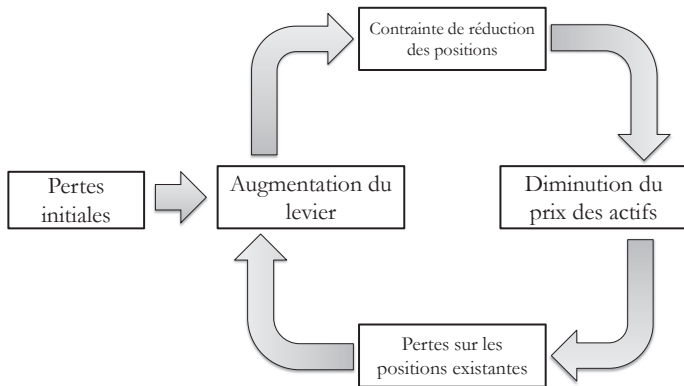 Contrainte de réduction
des positions
Pertes
initiales
Augmentation du
levier
Diminution du
prix des actifs
Pertes sur les
positions existantes